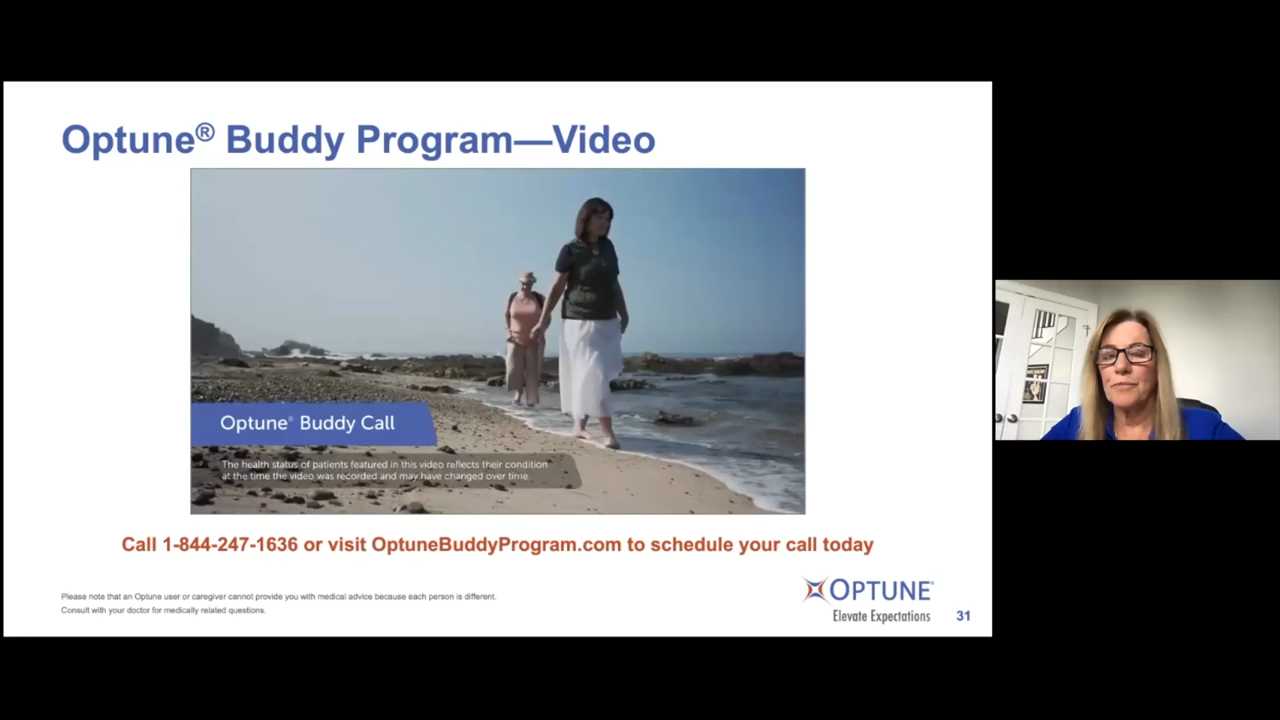 Optune® Buddy Program—Video
Optune® Buddy Call
The health status of patients featured in this video reflects their condition
at the time the video was recorded and may have changed over time.
Call 1-844-247-1636 or visit OptuneBuddyProgram.com to schedule your call today
Please note that an Optune user or caregiver cannot provide you with medical advice because each person is different.
Consult with your doctor for medically related questions.
OPTUNE®
Elevate Expectations
31